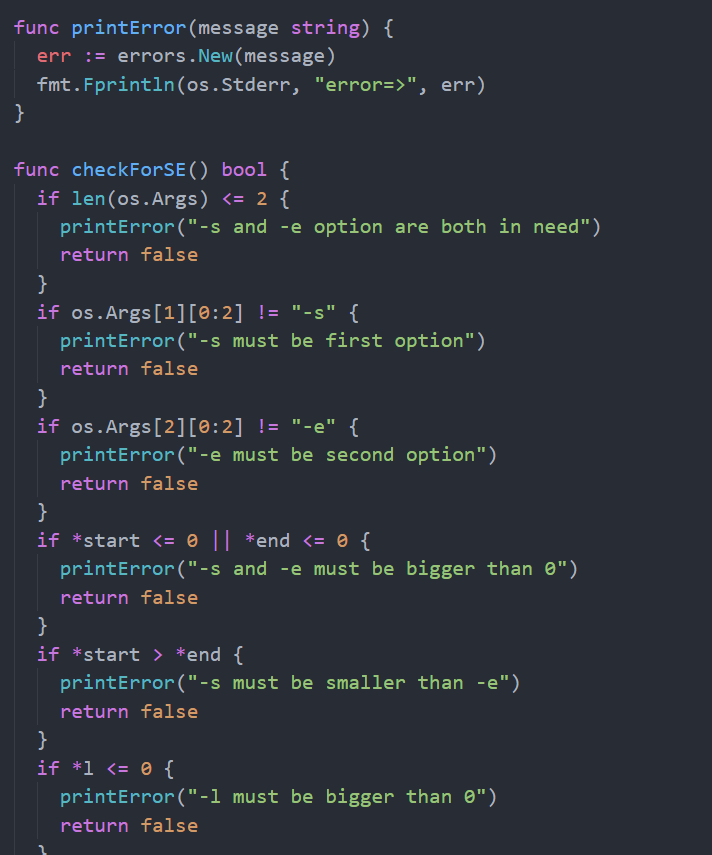 func printError(message string) {
  err := errors.New(message)
  fmt.Fprintln(os.Stderr, "error=>", err)
}

func checkForSE() bool {
  if len(os.Args) <= 2 {
    printError("-s and -e option are both in need")
    return false
  }
  if os.Args[1][0:2] != "-s" {
    printError("-s must be first option")
    return false
  }
  if os.Args[2][0:2] != "-e" {
    printError("-e must be second option")
    return false
  }
  if *start <= 0 || *end <= 0 {
    printError("-s and -e must be bigger than 0")
    return false
  }
  if *start > *end {
    printError("-s must be smaller than -e")
    return false
  }
  if *l <= 0 {
    printError("-l must be bigger than 0")
    return false
  }